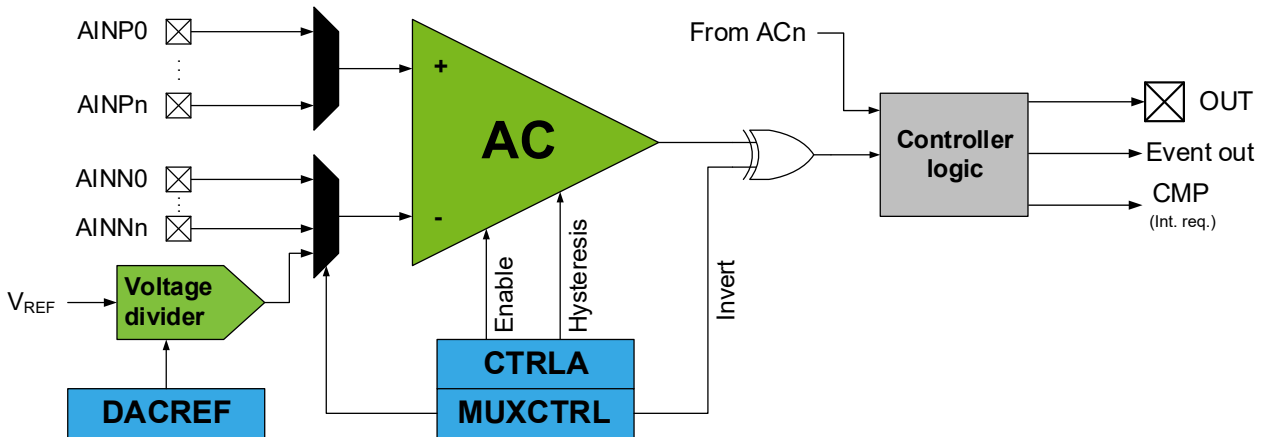 AINP0
AINPn
AINN0
AINNn
V_REF
Voltage
divider
DACREF
+
AC
-
Enable
Hysteresis
Invert
CTRLA
MUXCTRL
From ACn
Controller
logic
OUT
Event out
CMP
(Int. req.)